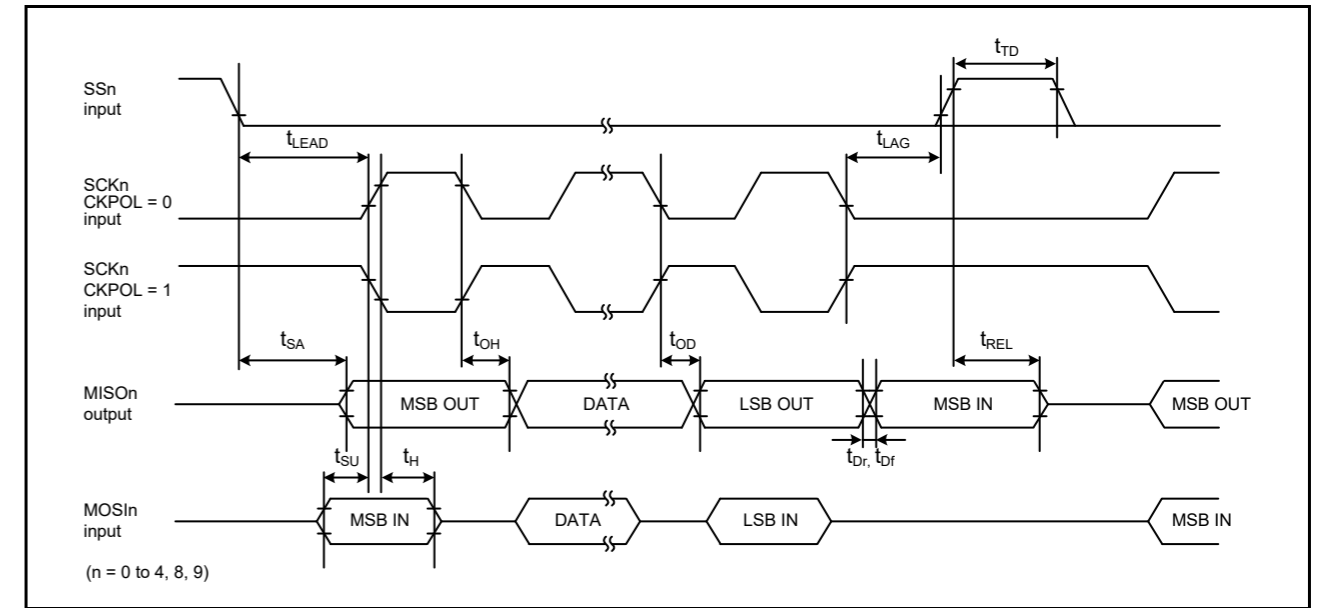 tTD
SSn
input
tLEAD
tLAG
SCKn
CKPOL = 0
input
SCKn
CKPOL = 1
input
tSA
tOH
tOD
tREL
MISOn
output
MSB OUT
DATA
LSB OUT
MSB IN
MSB OUT
tSU
tH
tDr, tDf
MOSIn
input
MSB IN
DATA
LSB IN
MSB IN
(n = 0 to 4, 8, 9)